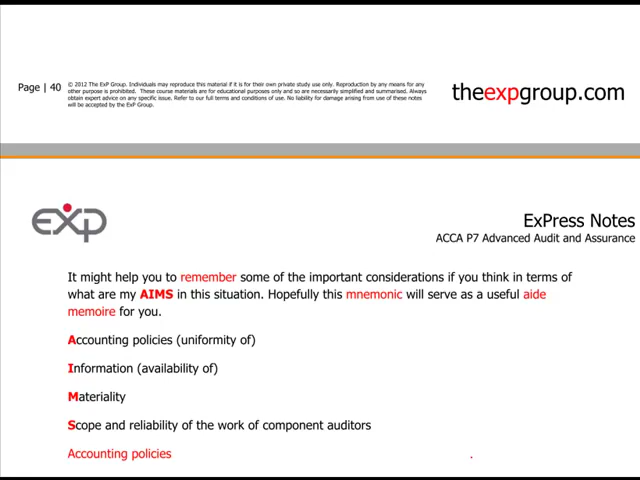 Page | 40
© 2012 The ExP Group. Individuals may reproduce this material if it is for their own private study use only. Reproduction by any means for any
other purpose is prohibited. These course materials are for educational purposes only and so are necessarily simplified and summarised. Always
obtain expert advice on any specific issue. Refer to our full terms and conditions of use. No liability for damage arising from use of these notes
will be accepted by the ExP Group.
theexpgroup.com
exp
ExPress Notes
ACCA P7 Advanced Audit and Assurance
It might help you to remember some of the important considerations if you think in terms of
what are my AIMS in this situation. Hopefully this mnemonic will serve as a useful aide
memoire for you.
Accounting policies (uniformity of)
Information (availability of)
Materiality
Scope and reliability of the work of component auditors
Accounting policies .